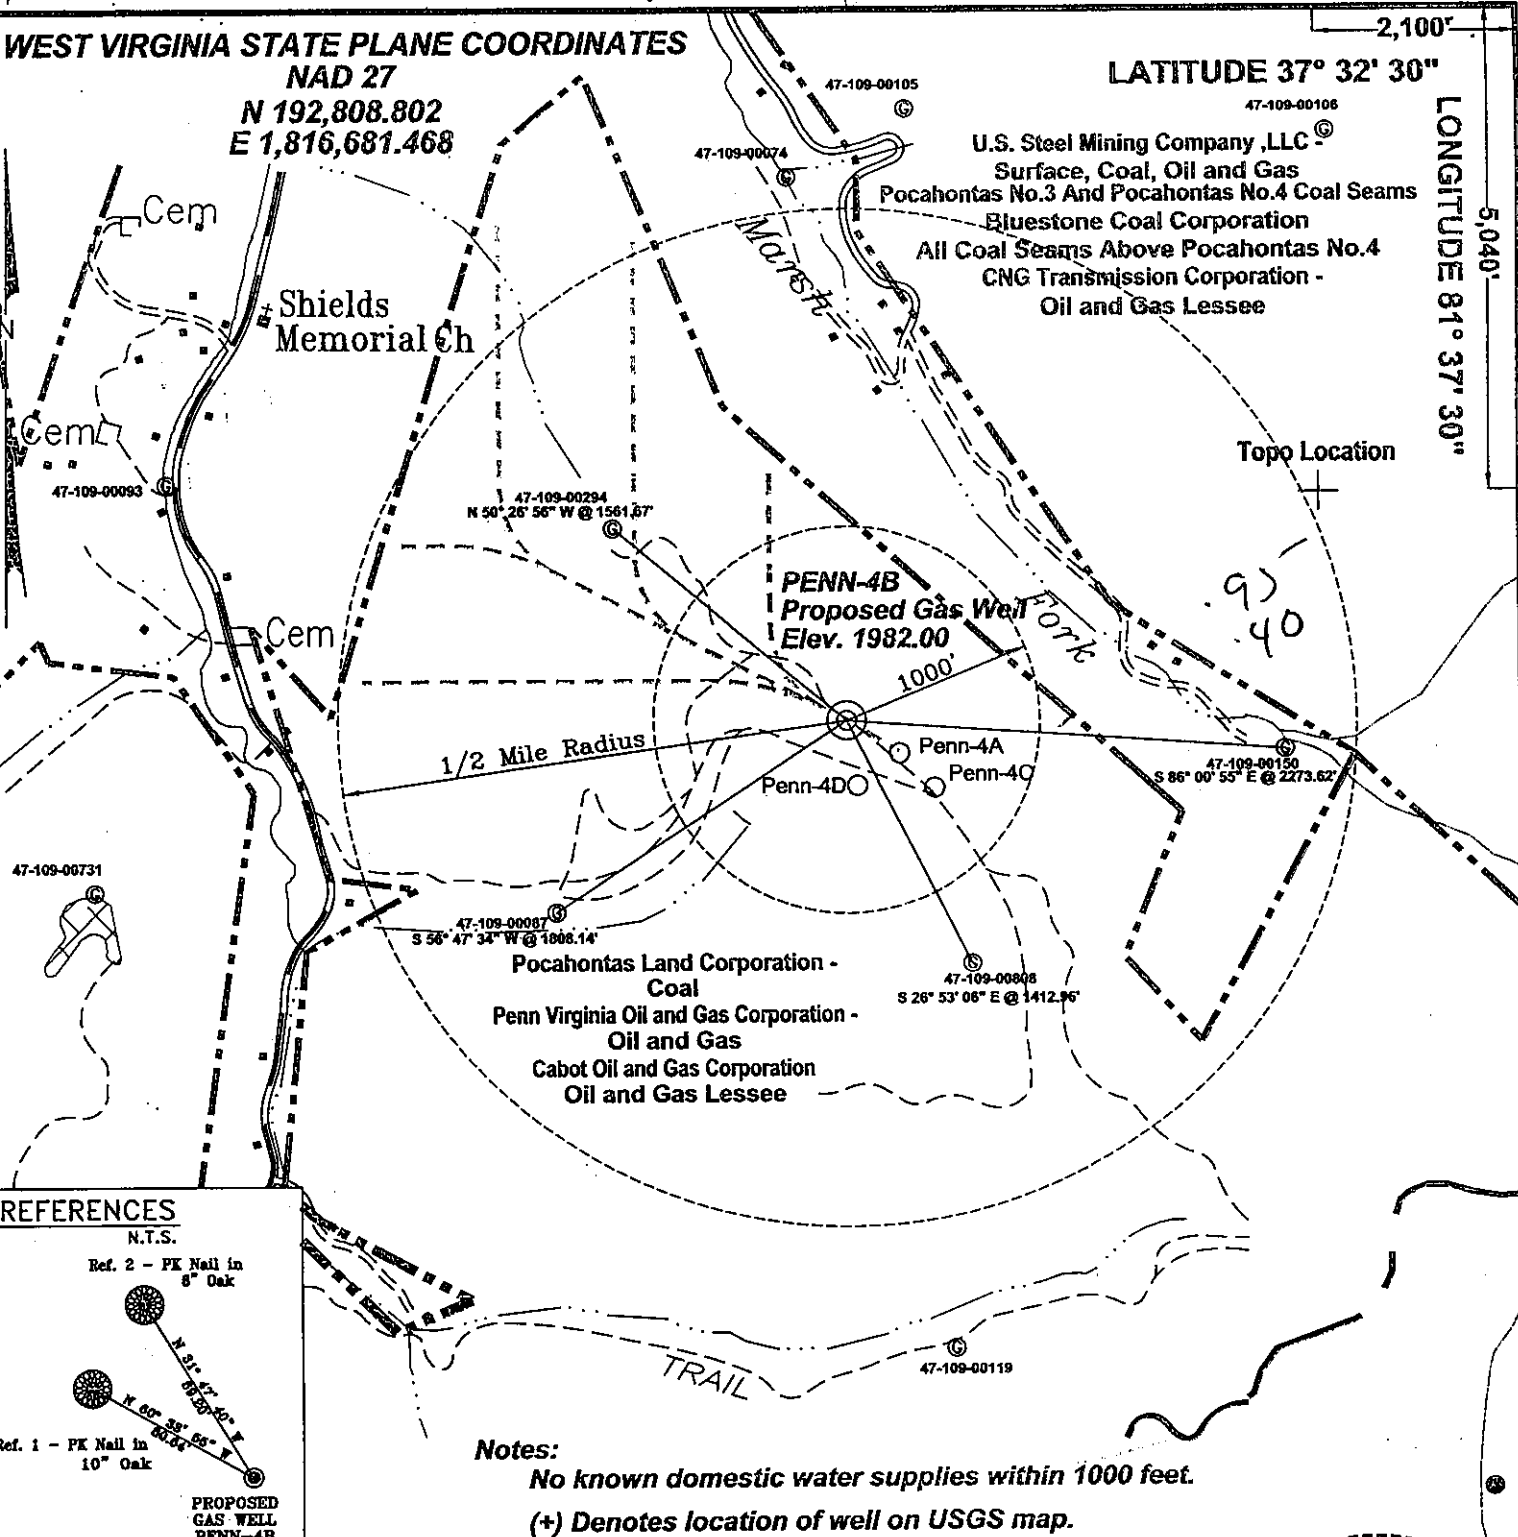 WEST VIRGINIA STATE PLANE COORDINATES
NAD 27
N 192,808.802
E 1,816,681.468
2,100'
LATITUDE 37° 32' 30"
LONGITUDE 81° 37' 30"
5,040'
47-109-00105
47-109-00106
47-109-00074
U.S. Steel Mining Company ,LLC -
Surface, Coal, Oil and Gas
Pocahontas No.3 And Pocahontas No.4 Coal Seams
Bluestone Coal Corporation
All Coal Seams Above Pocahontas No.4
CNG Transmission Corporation -
Oil and Gas Lessee
Cem
Marsh
Shields
Memorial Ch
Cem
Topo Location
47-109-00093
47-109-00294
N 50° 26' 56" W @ 1561.67'
PENN-4B
Proposed Gas Well
Elev. 1982.00
Fork
Cem
1000'
1/2 Mile Radius
Penn-4A
Penn-4C
Penn-4D
47-109-00150
S 86° 00' 55" E @ 2273.62'
47-109-00731
47-109-00087
S 56° 47' 34" W @ 1808.14'
47-109-00808
S 26° 53' 06" E @ 1412.96'
Pocahontas Land Corporation -
Coal
Penn Virginia Oil and Gas Corporation -
Oil and Gas
Cabot Oil and Gas Corporation
Oil and Gas Lessee
REFERENCES
N.T.S.
Ref. 2 - PK Nail in
8" Oak
Ref. 1 - PK Nail in
10" Oak
PROPOSED
GAS WELL
PENN-4B
TRAIL
47-109-00119
Notes:
No known domestic water supplies within 1000 feet.
(+) Denotes location of well on USGS map.